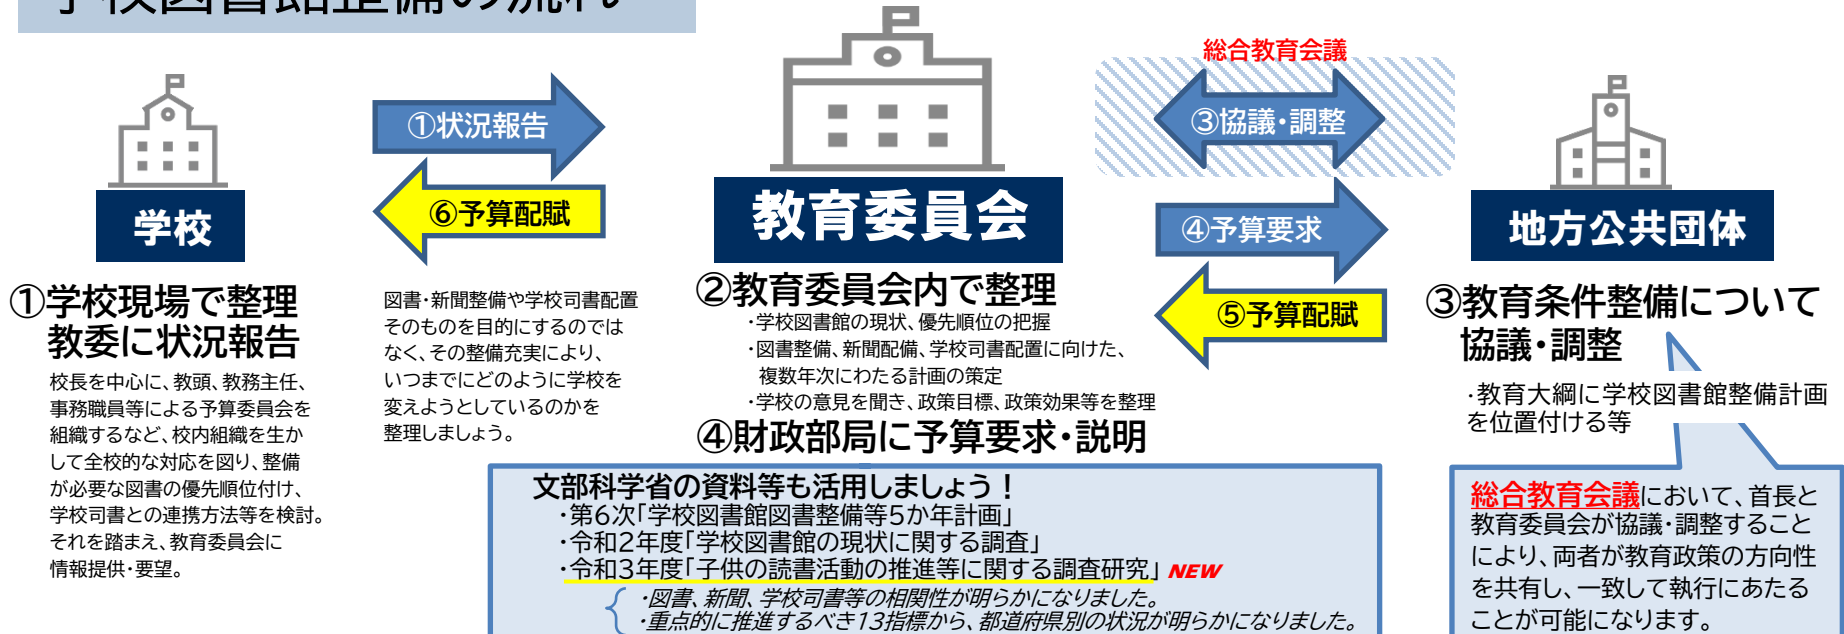 学校図書館整備の流れ
総合教育会議
①状況報告
③協議・調整
⑥予算配賦
④予算要求
⑤予算配賦
学校
教育委員会
地方公共団体
①学校現場で整理
教委に状況報告
校長を中心に、教頭、教務主任、
事務職員等による予算委員会を
組織するなど、校内組織を生か
して全校的な対応を図り、整備
が必要な図書の優先順位付け、
学校司書との連携方法等を検討。
それを踏まえ、教育委員会に
情報提供・要望。
図書・新聞整備や学校司書配置
そのものを目的にするのでは
なく、その整備充実により、
いつまでにどのように学校を
変えようとしているのかを
整理しましょう。
②教育委員会内で整理
・学校図書館の現状、優先順位の把握
・図書整備、新聞配備、学校司書配置に向けた、
複数年次にわたる計画の策定
・学校の意見を聞き、政策目標、政策効果等を整理
④財政部局に予算要求・説明
文部科学省の資料等も活用しましょう！
・第6次「学校図書館図書整備等5か年計画」
・令和2年度「学校図書館の現状に関する調査」
・令和3年度「子供の読書活動の推進等に関する調査研究」 NEW
・図書、新聞、学校司書等の相関性が明らかになりました。
・重点的に推進するべき13指標から、都道府県別の状況が明らかになりました。
③教育条件整備について
協議・調整
・教育大綱に学校図書館整備計画
を位置付ける等
総合教育会議において、首長と
教育委員会が協議・調整すること
により、両者が教育政策の方向性
を共有し、一致して執行にあたる
ことが可能になります。